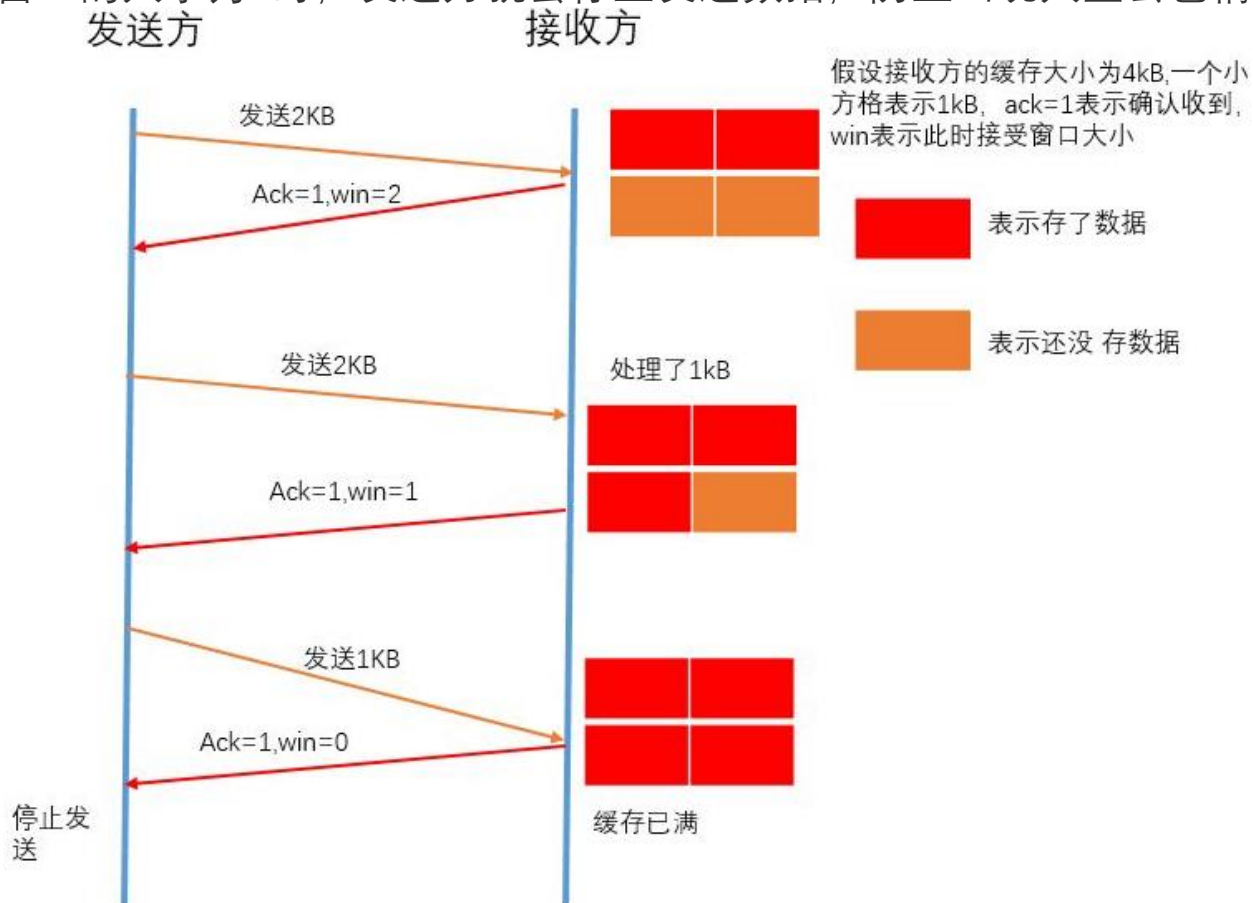 发送方
接收方
假设接收方的缓存大小为4kB,一个小
方格表示1kB，ack=1表示确认收到，
win表示此时接受窗口大小
发送2KB
Ack=1,win=2
表示存了数据
表示还没 存数据
发送2KB
处理了1kB
Ack=1,win=1
发送1KB
Ack=1,win=0
停止发
送
缓存已满